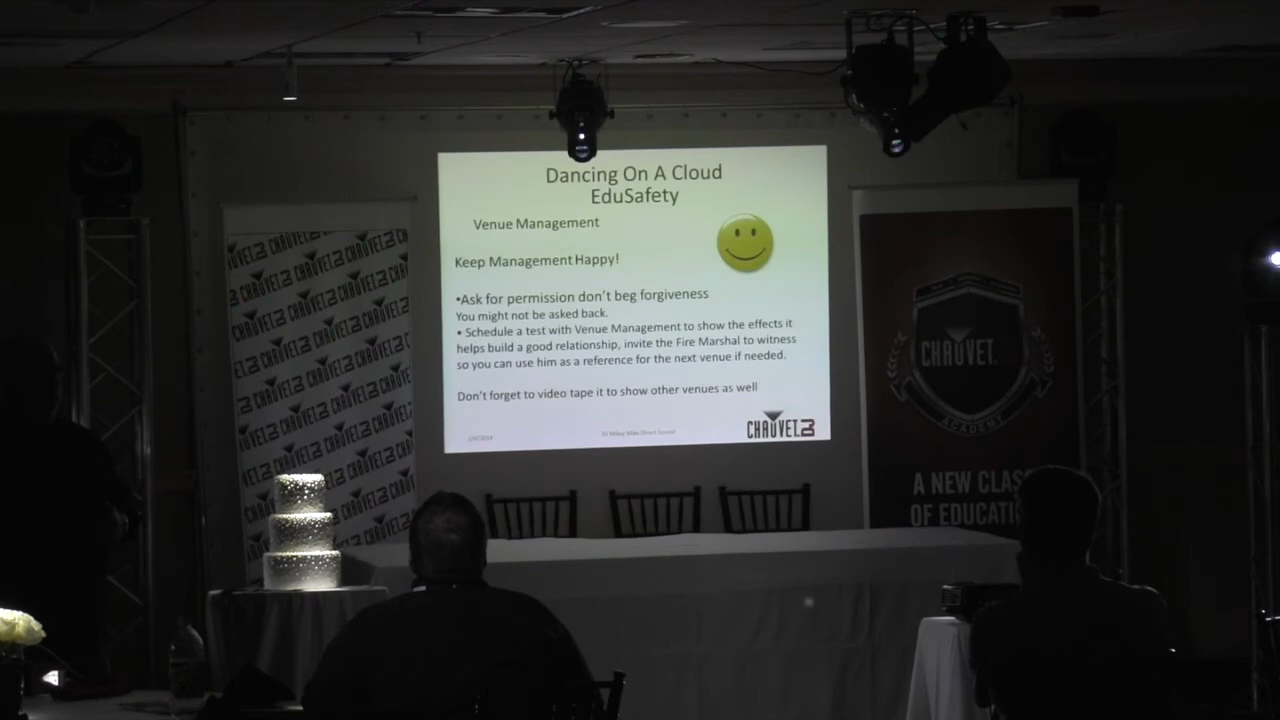 Dancing On A Cloud
EduSafety
Venue Management
Keep Management Happy!
•Ask for permission don't beg forgiveness
You might not be asked back.
• Schedule a test with Venue Management to show the effects it
helps build a good relationship, invite the Fire Marshal to witness
so you can use him as a reference for the next venue if needed.
Don't forget to video tape it to show other venues as well
CHAUVET
CHAUVET
CHAUVET
ACADEMY
A NEW CLAS
OF EDUCATI